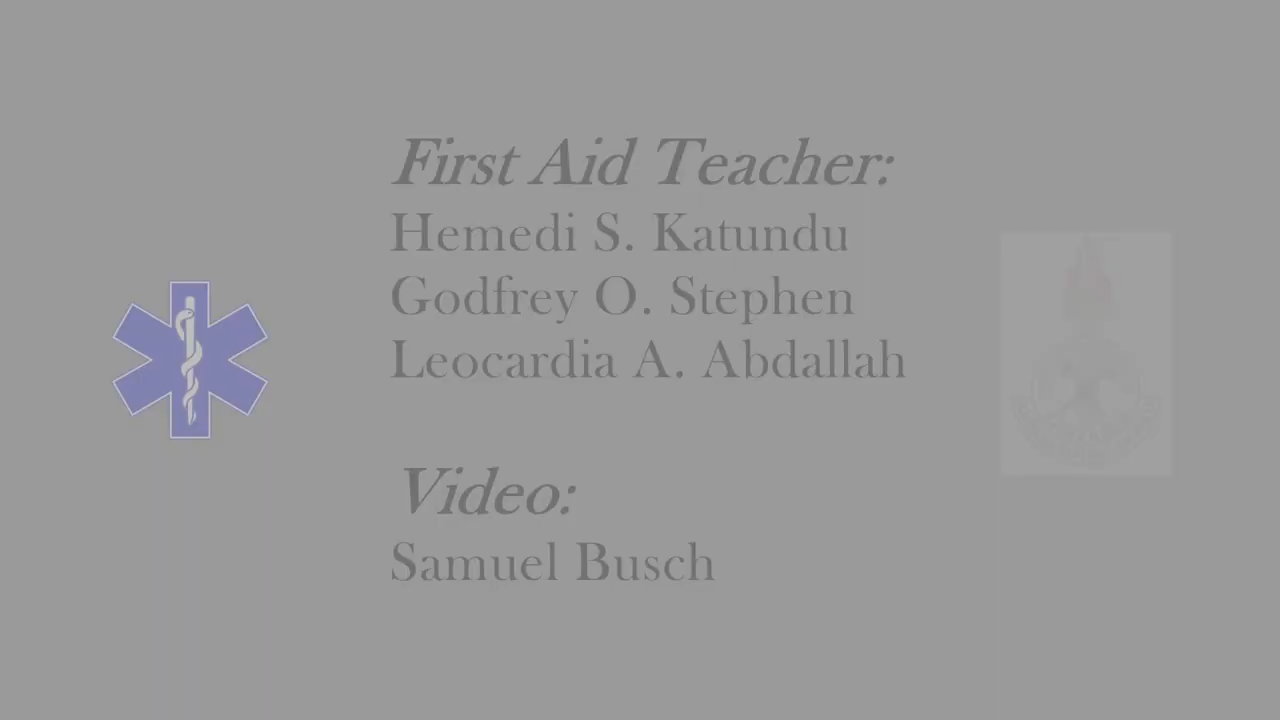 First Aid Teacher:
Hemedi S. Katundu
Godfrey O. Stephen
Leocardia A. Abdallah
Video:
Samuel Busch